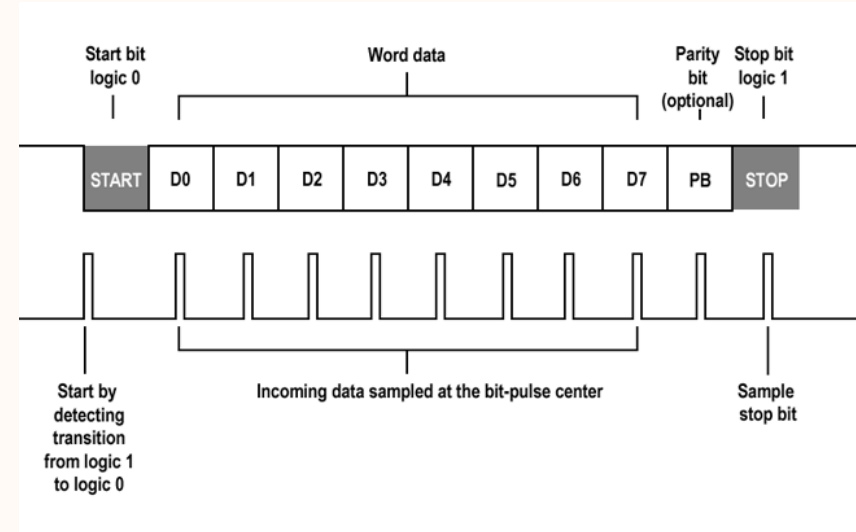 Start bit
logic 0
Word data
Parity
bit
(optional)
Stop bit
logic 1
START D0 D1 D2 D3 D4 D5 D6 D7 PB STOP
Start by
detecting
transition
from logic 1
to logic 0
Incoming data sampled at the bit-pulse center
Sample
stop bit